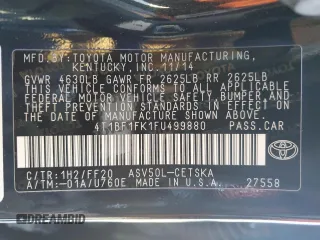 MFD.BY:TOYOTA MOTOR MANUFACTURING,
KENTUCKY, INC. 11/14
GVWR 4630LB GAWR FR 2625LB RR 2625LB
THIS VEHICLE CONFORMS TO ALL APPLICABLE
FEDERAL MOTOR VEHICLE SAFETY, BUMPER, AND
THEFT PREVENTION STANDARDS IN EFFECT ON
THE DATE OF MANUFACTURE SHOWN ABOVE.
4T1BF1FK1FU499880 PASS.CAR
C/TR:1H2/FF20 ASV50L-CETSKA
A/TM:-01A/U760E MADE IN U.S.A.
27558
TOYOTA
AUTOBIDMASTER